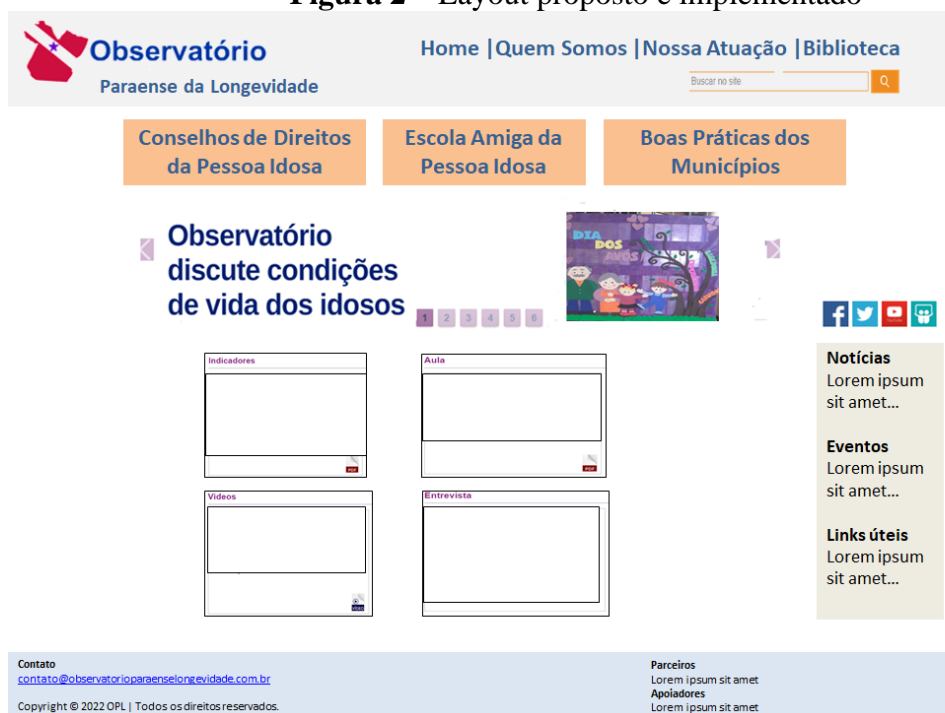 Figura 2 – Layout proposto e implementado
Observatório
Paraense da Longevidade
Home |Quem Somos |Nossa Atuação |Biblioteca
Buscar no site
Conselhos de Direitos
da Pessoa Idosa
Escola Amiga da
Pessoa Idosa
Boas Práticas dos
Municípios
Observatório
discute condições
de vida dos idosos
1 2 3 4 5 6
DIA
DOS
AVÓS
Indicadores
PDF
Aula
PDF
Videos
VÍDEO
Entrevista
Notícias
Lorem ipsum
sit amet...
Eventos
Lorem ipsum
sit amet...
Links úteis
Lorem ipsum
sit amet...
Contato
contato@observatorioparaenselongevidade.com.br
Copyright © 2022 OPL | Todos os direitos reservados.
Parceiros
Lorem ipsum sit amet
Apoiadores
Lorem ipsum sit amet